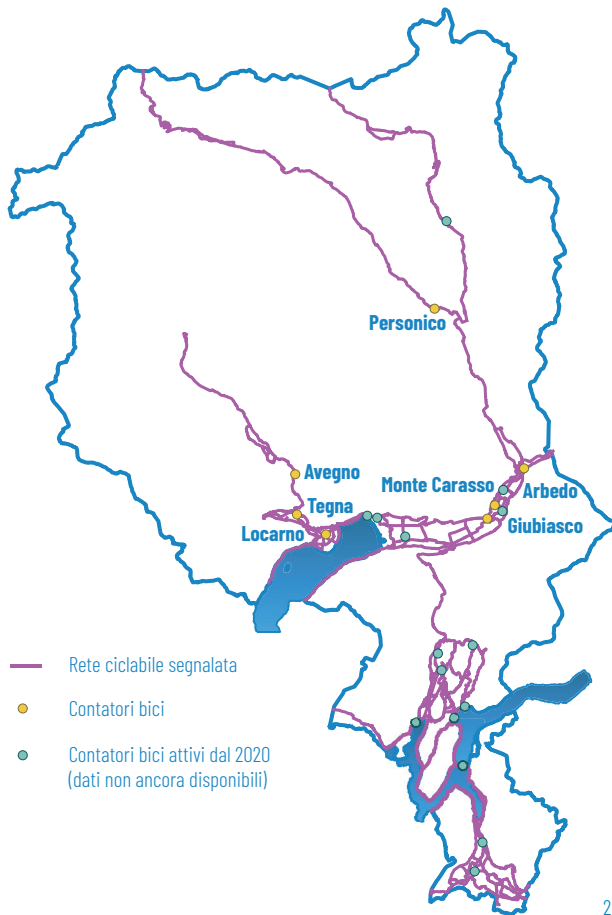 Personico
Avegno
Monte Carasso
Arbedo
Tegna
Giubiasco
Locarno
Rete ciclabile segnalata
Contatori bici
Contatori bici attivi dal 2020
(dati non ancora disponibili)
2